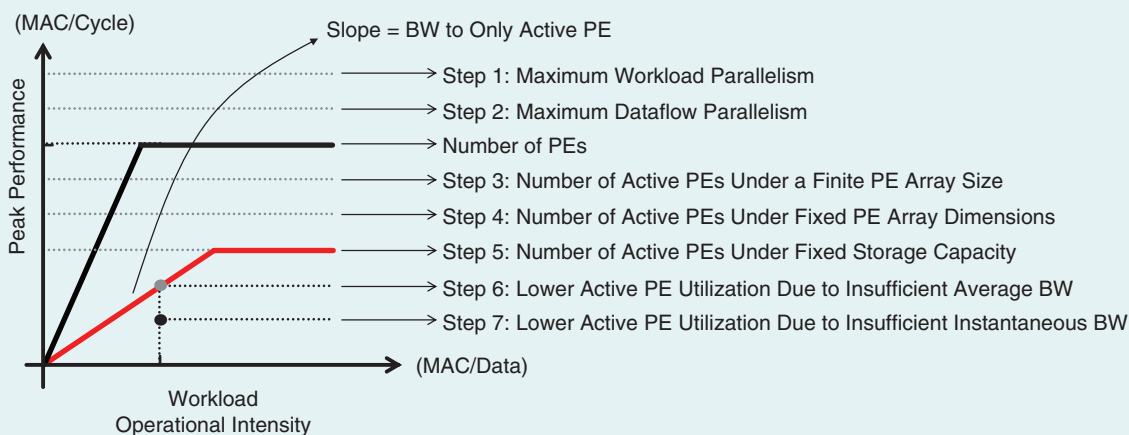 (MAC/Cycle)
Slope = BW to Only Active PE
Peak Performance
Step 1: Maximum Workload Parallelism
Step 2: Maximum Dataflow Parallelism
Number of PEs
Step 3: Number of Active PEs Under a Finite PE Array Size
Step 4: Number of Active PEs Under Fixed PE Array Dimensions
Step 5: Number of Active PEs Under Fixed Storage Capacity
Step 6: Lower Active PE Utilization Due to Insufficient Average BW
Step 7: Lower Active PE Utilization Due to Insufficient Instantaneous BW
(MAC/Data)
Workload
Operational Intensity